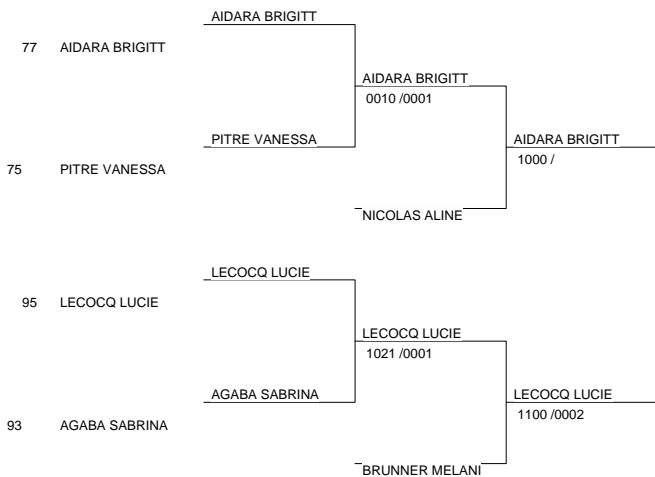 AIDARA BRIGITT
77 AIDARA BRIGITT
AIDARA BRIGITT
0010 /0001
PITRE VANESSA
AIDARA BRIGITT
1000 /
75 PITRE VANESSA
NICOLAS ALINE
LECOCQ LUCIE
95 LECOCQ LUCIE
LECOCQ LUCIE
1021 /0001
AGABA SABRINA
LECOCQ LUCIE
1100 /0002
93 AGABA SABRINA
BRUNNER MELANI